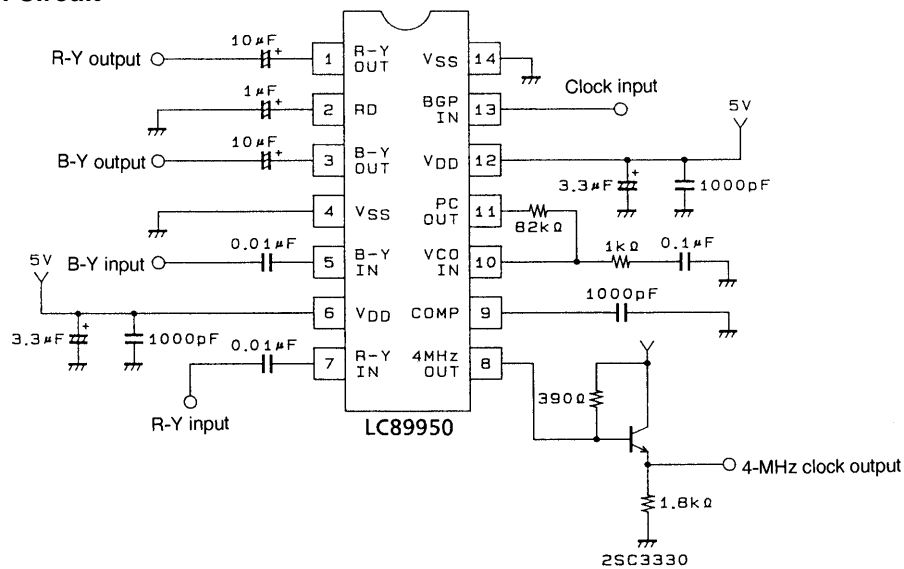 R-Y output
10μF
+
1
R-Y OUT
1μF
+
2
RD
B-Y output
10μF
+
3
B-Y OUT
4
VSS
B-Y input
0.01μF
5
B-Y IN
5V
6
VDD
3.3μF
+
1000pF
0.01μF
7
R-Y IN
R-Y input
VSS
14
Clock input
BGP IN
13
5V
VDD
12
3.3μF
+
1000pF
PC OUT
11
82kΩ
VCO IN
10
1kΩ
0.1μF
1000pF
COMP
9
4MHz OUT
8
390Ω
LC89950
4-MHz clock output
1.8kΩ
2SC3330